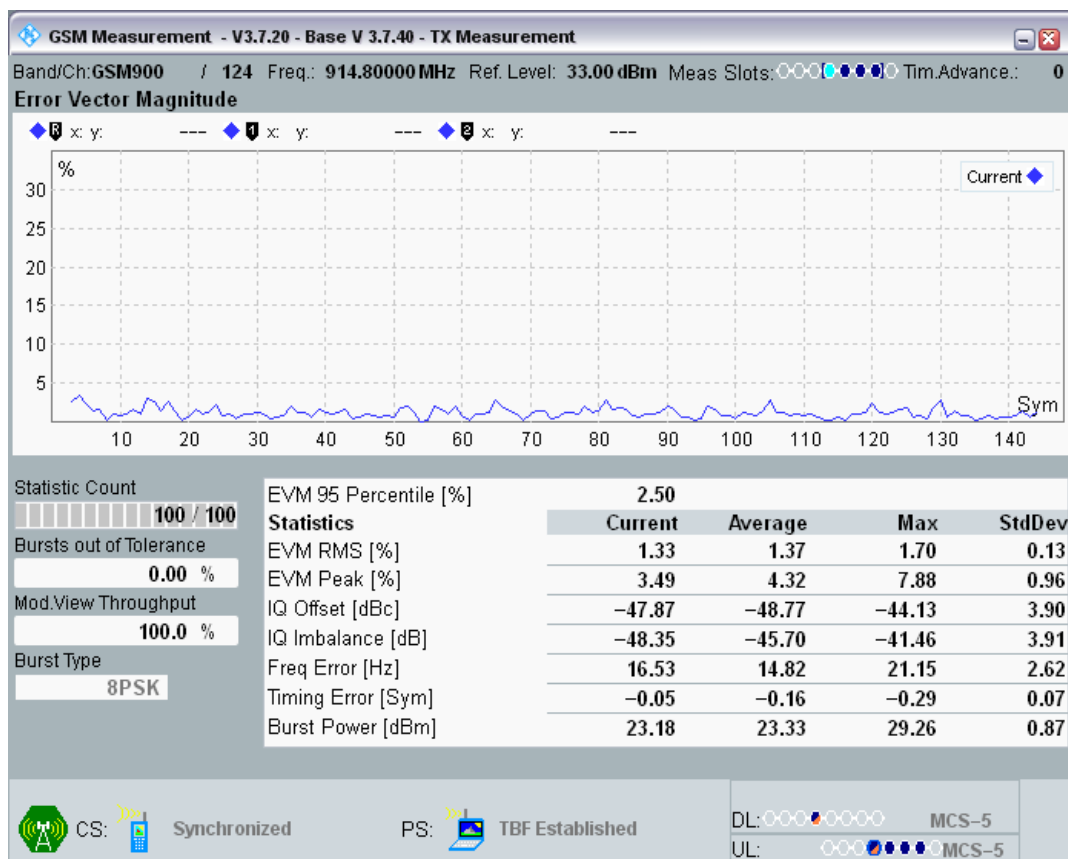 GSM Measurement - V3.7.20 - Base V 3.7.40 - TX Measurement
Band/Ch:GSM900 / 124 Freq.: 914.80000 MHz Ref. Level: 33.00 dBm Meas Slots: Tim.Advance.: 0
Error Vector Magnitude
R x: y: --- 1 x: y: --- 2 x: y: ---
%
Current
30
25
20
15
10
5
Sym
10 20 30 40 50 60 70 80 90 100 110 120 130 140
Statistic Count
100 / 100
Bursts out of Tolerance
0.00 %
Mod.View Throughput
100.0 %
Burst Type
8PSK
EVM 95 Percentile [%] 2.50
Statistics Current Average Max StdDev
EVM RMS [%] 1.33 1.37 1.70 0.13
EVM Peak [%] 3.49 4.32 7.88 0.96
IQ Offset [dBc] −47.87 −48.77 −44.13 3.90
IQ Imbalance [dB] −48.35 −45.70 −41.46 3.91
Freq Error [Hz] 16.53 14.82 21.15 2.62
Timing Error [Sym] −0.05 −0.16 −0.29 0.07
Burst Power [dBm] 23.18 23.33 29.26 0.87
CS: Synchronized PS: TBF Established
DL: MCS−5
UL: MCS−5